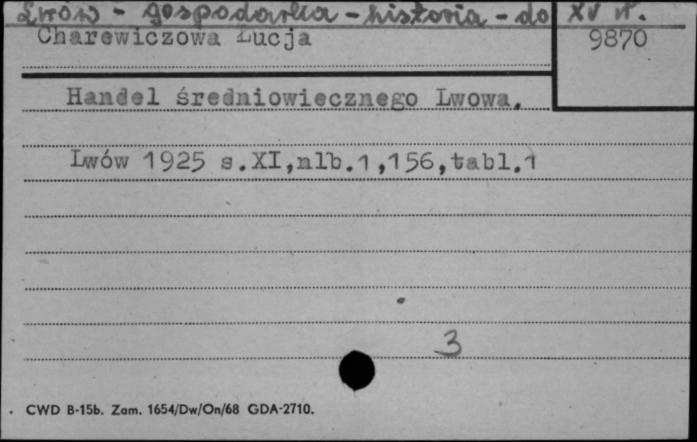 Lwów - gospodarka - historia - do XV w.
Charewiczowa Łucja
9870
Handel średniowiecznego Lwowa.
Lwów 1925 s.XI,nlb.1,156,tabl.1
3
CWD B-15b. Zam. 1654/Dw/On/68 GDA-2710.